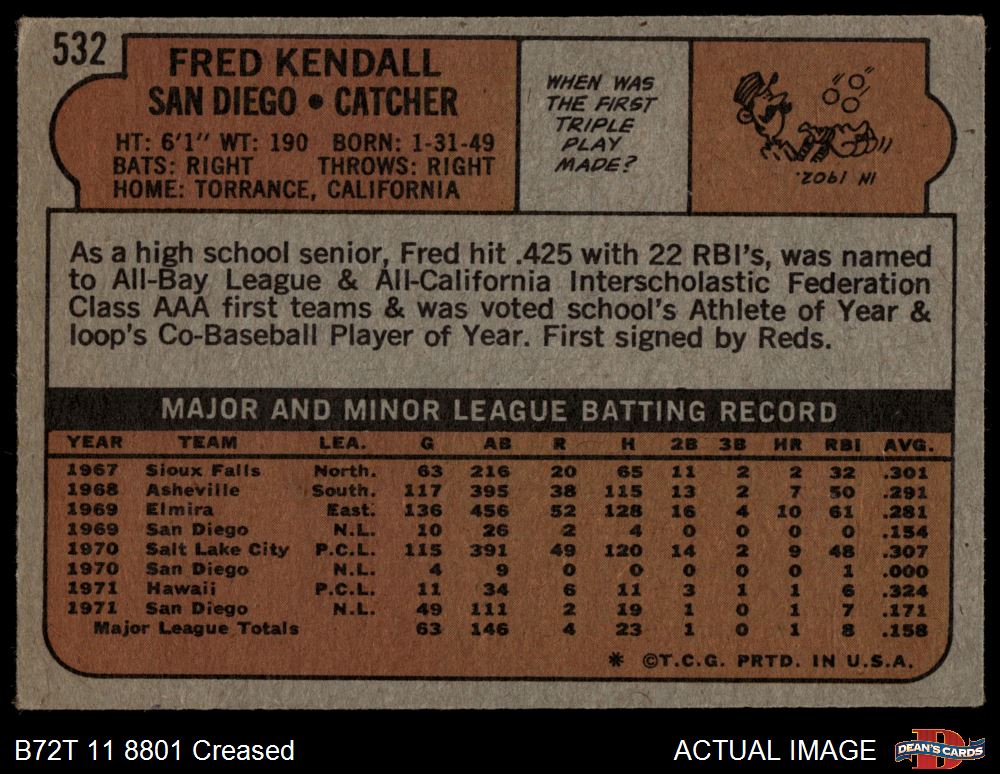 532
FRED KENDALL
SAN DIEGO • CATCHER
HT: 6'1" WT: 190 BORN: 1-31-49
BATS: RIGHT THROWS: RIGHT
HOME: TORRANCE, CALIFORNIA
WHEN WAS
THE FIRST
TRIPLE
PLAY
MADE?
IN 1902.
As a high school senior, Fred hit .425 with 22 RBI's, was named
to All-Bay League & All-California Interscholastic Federation
Class AAA first teams & was voted school's Athlete of Year &
loop's Co-Baseball Player of Year. First signed by Reds.
MAJOR AND MINOR LEAGUE BATTING RECORD
YEAR TEAM LEA. G AB R H 2B 3B HR RBI AVG.
1967 Sioux Falls North. 63 216 20 65 11 2 2 32 .301
1968 Asheville South. 117 395 38 115 13 2 7 50 .291
1969 Elmira East. 136 456 52 128 16 4 10 61 .281
1969 San Diego N.L. 10 26 2 4 0 0 0 0 .154
1970 Salt Lake City P.C.L. 115 391 49 120 14 2 9 48 .307
1970 San Diego N.L. 4 9 0 0 0 0 0 1 .000
1971 Hawaii P.C.L. 11 34 6 11 3 1 1 6 .324
1971 San Diego N.L. 49 111 2 19 1 0 1 7 .171
Major League Totals 63 146 4 23 1 0 1 8 .158
* ©T.C.G. PRTD. IN U.S.A.
B72T 11 8801 Creased
ACTUAL IMAGE
DEAN'S CARDS